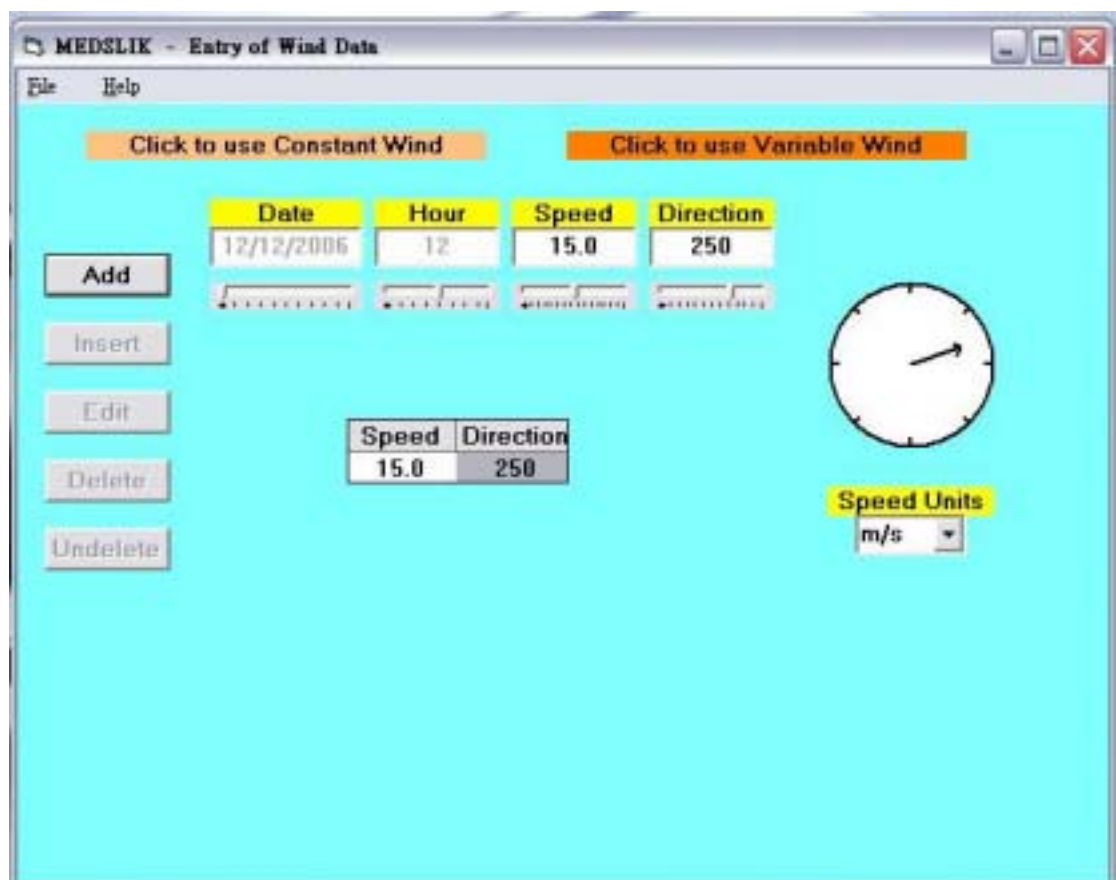 MEDSLIK - Entry of Wind Data
File Help
Click to use Constant Wind Click to use Variable Wind
Date Hour Speed Direction
12/12/2006 12 15.0 250
Add
Insert
Edit
Speed Direction
15.0 250
Delete
Speed Units
m/s
Undelete